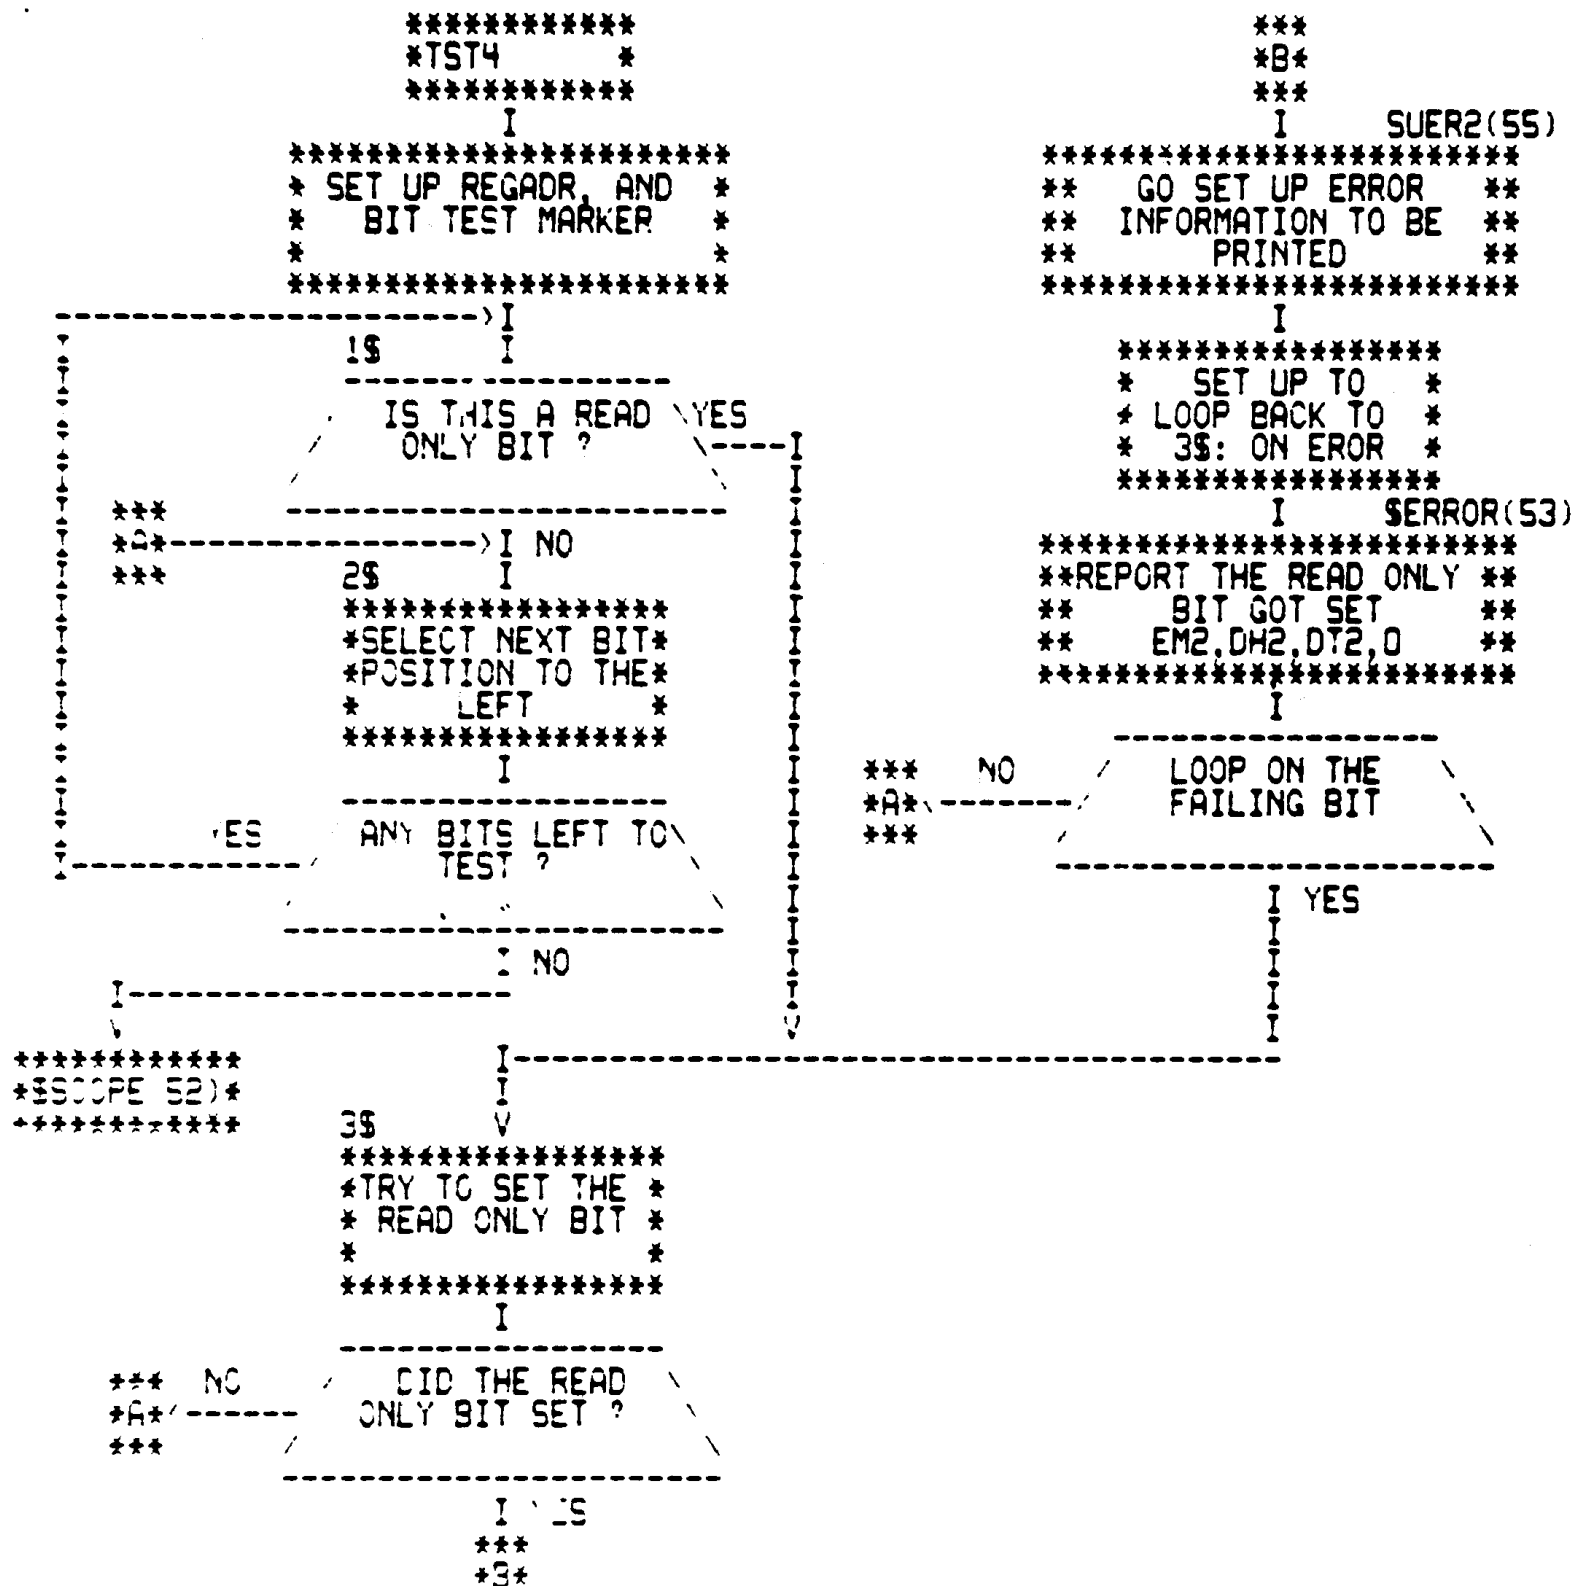 TST4
SET UP REGADR, AND
BIT TEST MARKER
1$
IS THIS A READ
ONLY BIT ?
YES
A
NO
2$
SELECT NEXT BIT
POSITION TO THE
LEFT
ANY BITS LEFT TO
TEST ?
YES
NO
$SCOPE 52)
3$
TRY TO SET THE
READ ONLY BIT
DID THE READ
ONLY BIT SET ?
NO
A
B
SUER2(55)
GO SET UP ERROR
INFORMATION TO BE
PRINTED
SET UP TO
LOOP BACK TO
3$: ON EROR
$ERROR(53)
REPORT THE READ ONLY
BIT GOT SET
EM2,DH2,DT2,0
LOOP ON THE
FAILING BIT
NO
A
YES